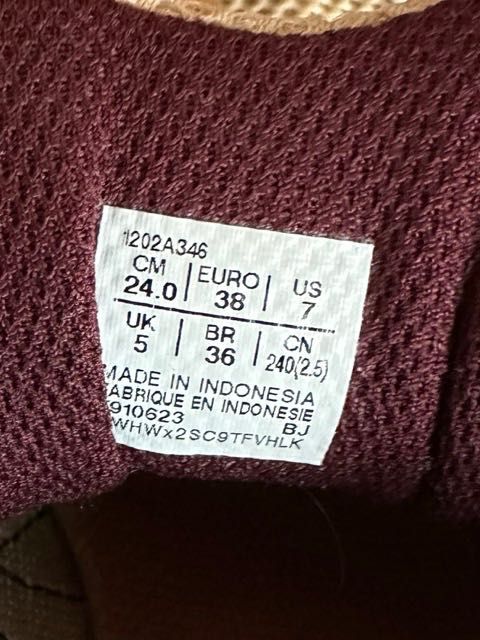 1202A346
CM | EURO | US
24.0 | 38 | 7
UK | BR | CN
5 | 36 | 240(2.5)
MADE IN INDONESIA
FABRIQUE EN INDONESIE
910623 BJ
WHWx2SC9TFVHLK